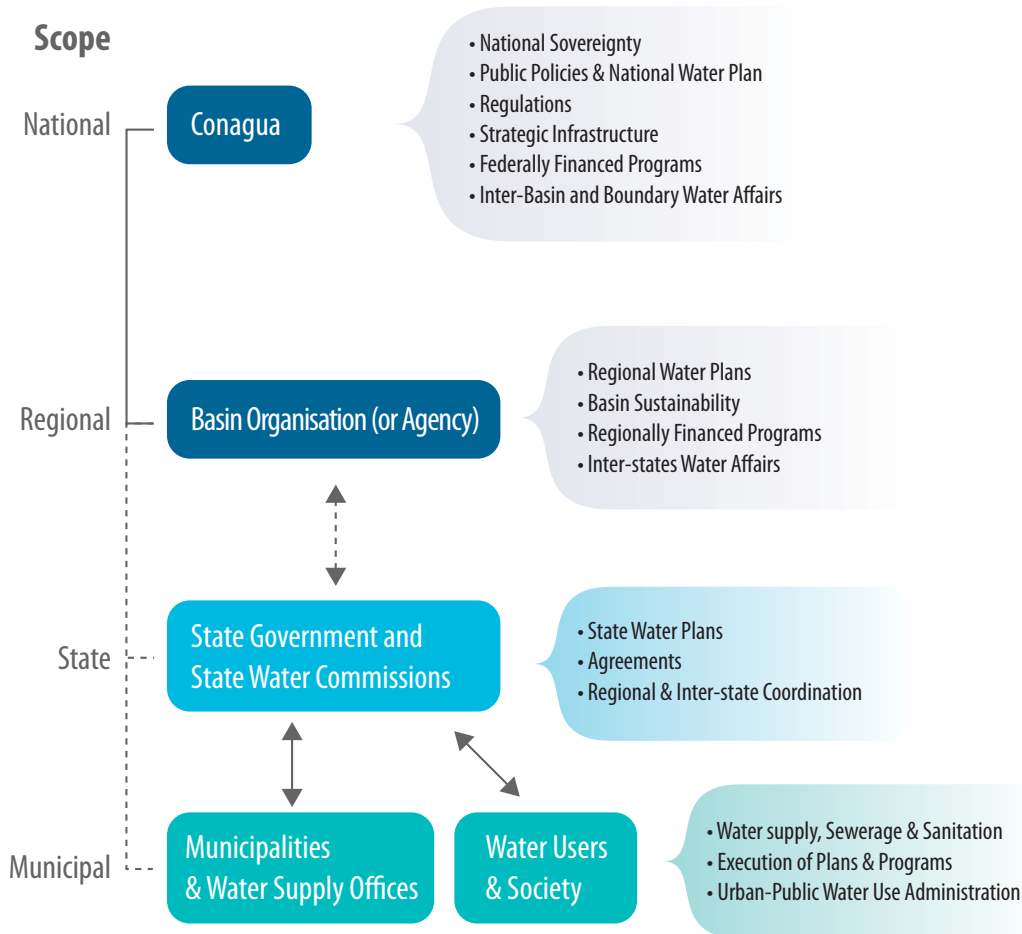 Scope
National
Conagua
• National Sovereignty
• Public Policies & National Water Plan
• Regulations
• Strategic Infrastructure
• Federally Financed Programs
• Inter-Basin and Boundary Water Affairs
Regional
Basin Organisation (or Agency)
• Regional Water Plans
• Basin Sustainability
• Regionally Financed Programs
• Inter-states Water Affairs
State
State Government and
State Water Commissions
• State Water Plans
• Agreements
• Regional & Inter-state Coordination
Municipal
Municipalities
& Water Supply Offices
Water Users
& Society
• Water supply, Sewerage & Sanitation
• Execution of Plans & Programs
• Urban-Public Water Use Administration